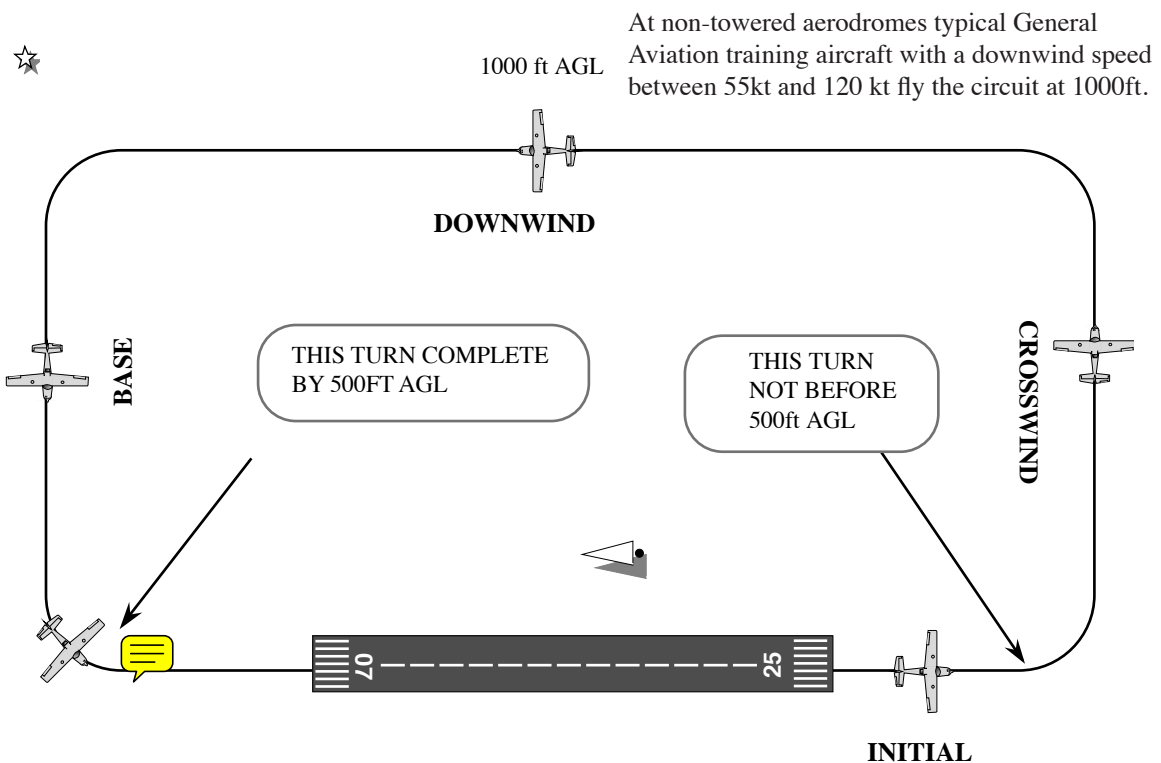 At non-towered aerodromes typical General
Aviation training aircraft with a downwind speed
between 55kt and 120 kt fly the circuit at 1000ft.
1000 ft AGL
DOWNWIND
BASE
THIS TURN COMPLETE
BY 500FT AGL
THIS TURN
NOT BEFORE
500ft AGL
CROSSWIND
07
25
INITIAL